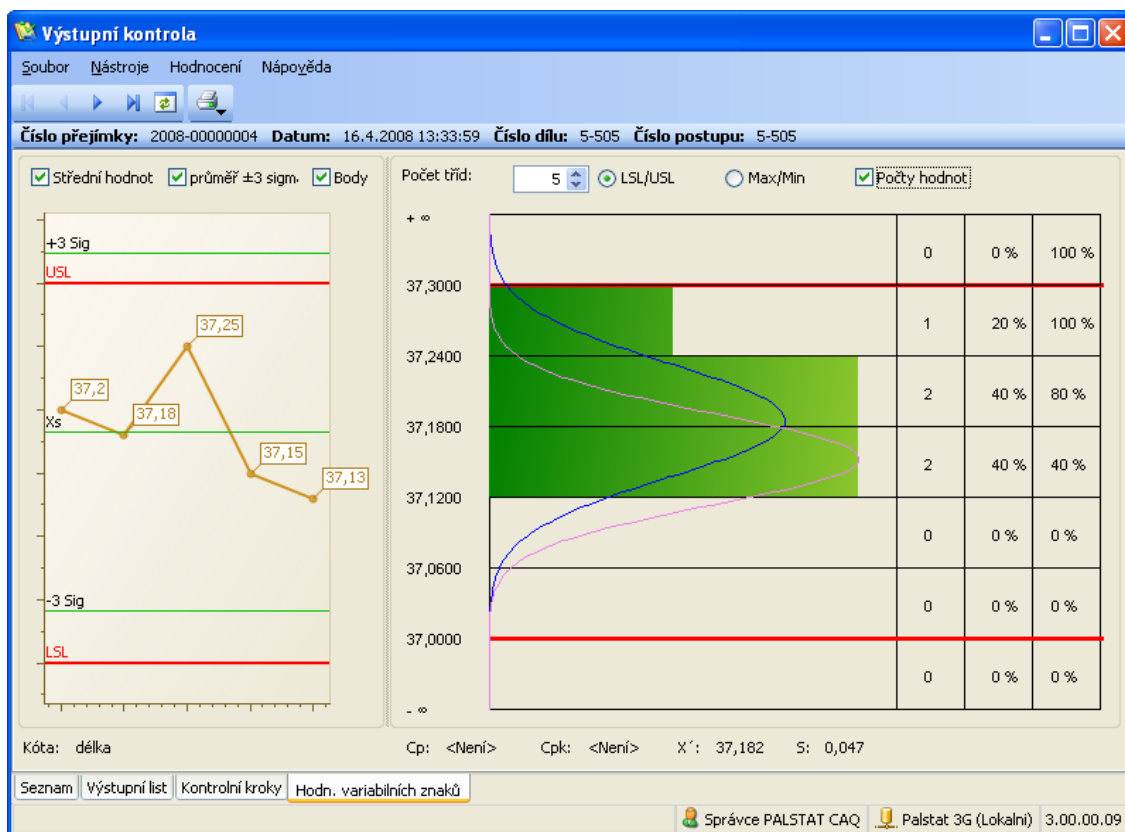 Výstupní kontrola
Soubor Nástroje Hodnocení Nápověda
Číslo přejímky: 2008-00000004 Datum: 16.4.2008 13:33:59 Číslo dílu: 5-505 Číslo postupu: 5-505
Střední hodnot průměř ±3 sigm. Body
Počet tříd: 5 LSL/USL Max/Min Počty hodnot
+3 Sig
USL
37,25
37,2
37,18
Xs
37,15
37,13
-3 Sig
LSL
+ ∞
0 0 % 100 %
37,3000
1 20 % 100 %
37,2400
2 40 % 80 %
37,1800
2 40 % 40 %
37,1200
0 0 % 0 %
37,0600
0 0 % 0 %
37,0000
0 0 % 0 %
- ∞
Kóta: délka
Cp: <Není> Cpk: <Není> X´: 37,182 S: 0,047
Seznam Výstupní list Kontrolní kroky Hodn. variabilních znaků
Správce PALSTAT CAQ Palstat 3G (Lokalni) 3.00.00.09